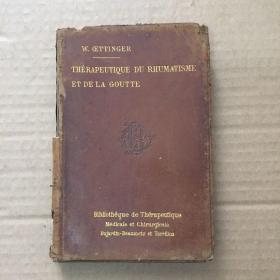 W. ŒTTINGER
THÉRAPEUTIQUE DU RHUMATISME
ET DE LA GOUTTE
Bibliothèque de Thérapeutique
Médicale et Chirurgicale
Dujardin-Beaumetz et Terrillon